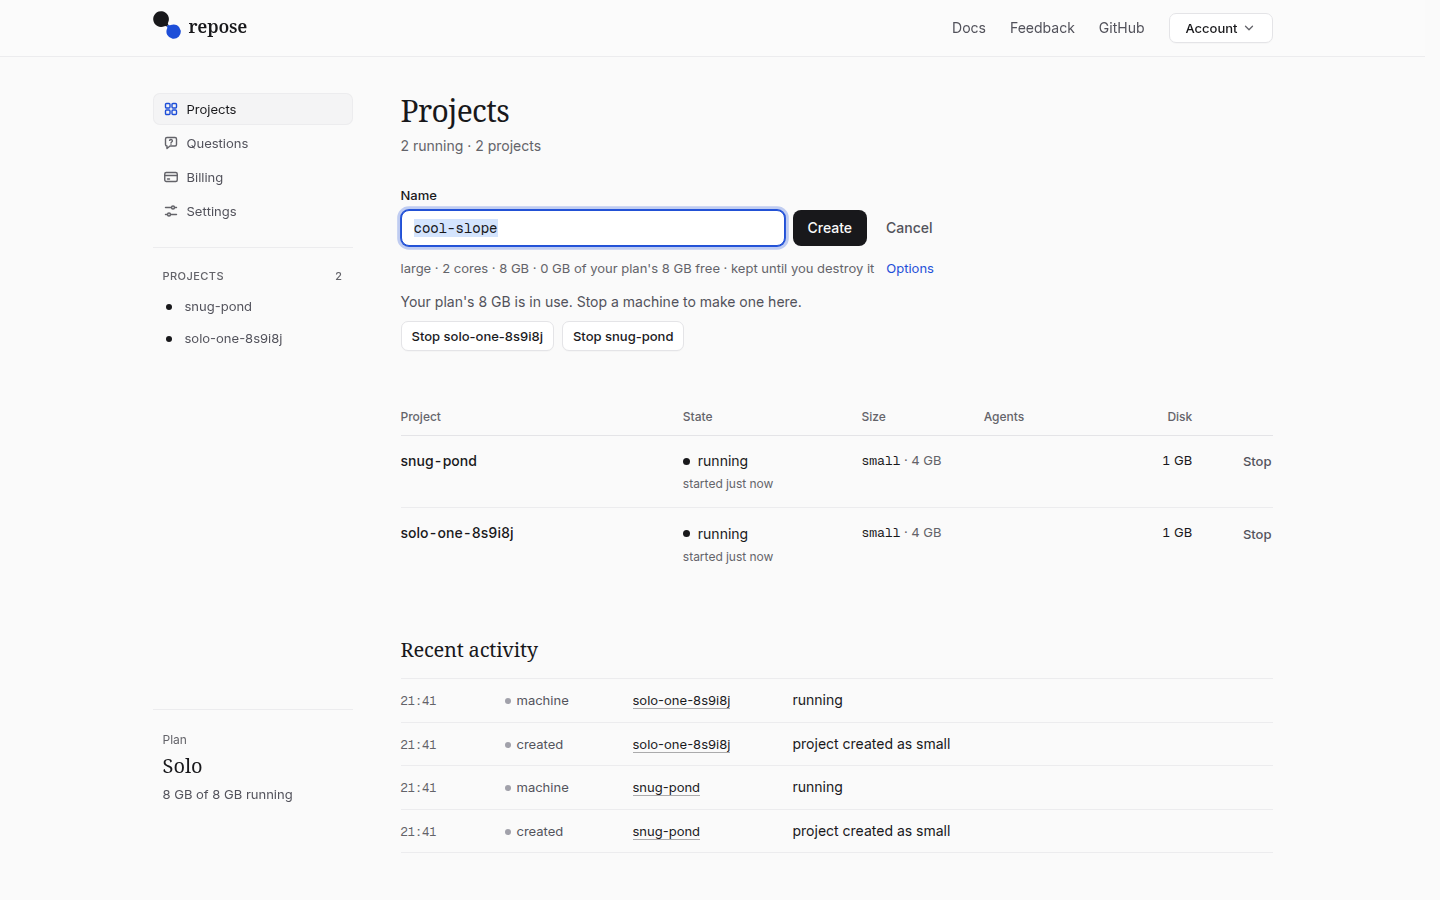 repose
Docs Feedback GitHub Account
Projects
Questions
Billing
Settings
PROJECTS 2
snug-pond
solo-one-8s9i8j
Plan
Solo
8 GB of 8 GB running
Projects
2 running · 2 projects
Name
cool-slope Create Cancel
large · 2 cores · 8 GB · 0 GB of your plan's 8 GB free · kept until you destroy it Options
Your plan's 8 GB is in use. Stop a machine to make one here.
Stop solo-one-8s9i8j Stop snug-pond
Project State Size Agents Disk
snug-pond running small · 4 GB 1 GB Stop
started just now
solo-one-8s9i8j running small · 4 GB 1 GB Stop
started just now
Recent activity
21:41 machine solo-one-8s9i8j running
21:41 created solo-one-8s9i8j project created as small
21:41 machine snug-pond running
21:41 created snug-pond project created as small